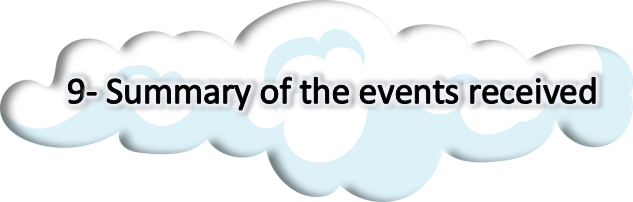 9- Summary of the events received